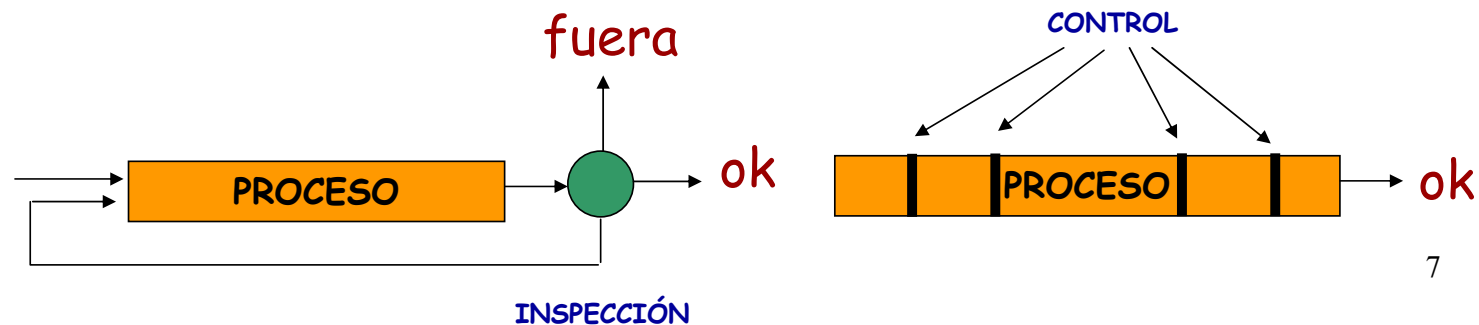 fuera
PROCESO
ok
INSPECCIÓN
CONTROL
PROCESO
ok
7